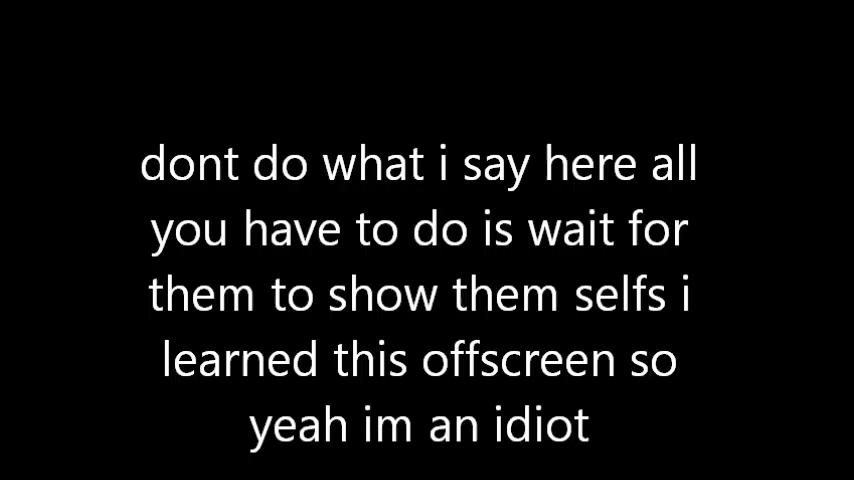 dont do what i say here all
you have to do is wait for
them to show them selfs i
learned this offscreen so
yeah im an idiot